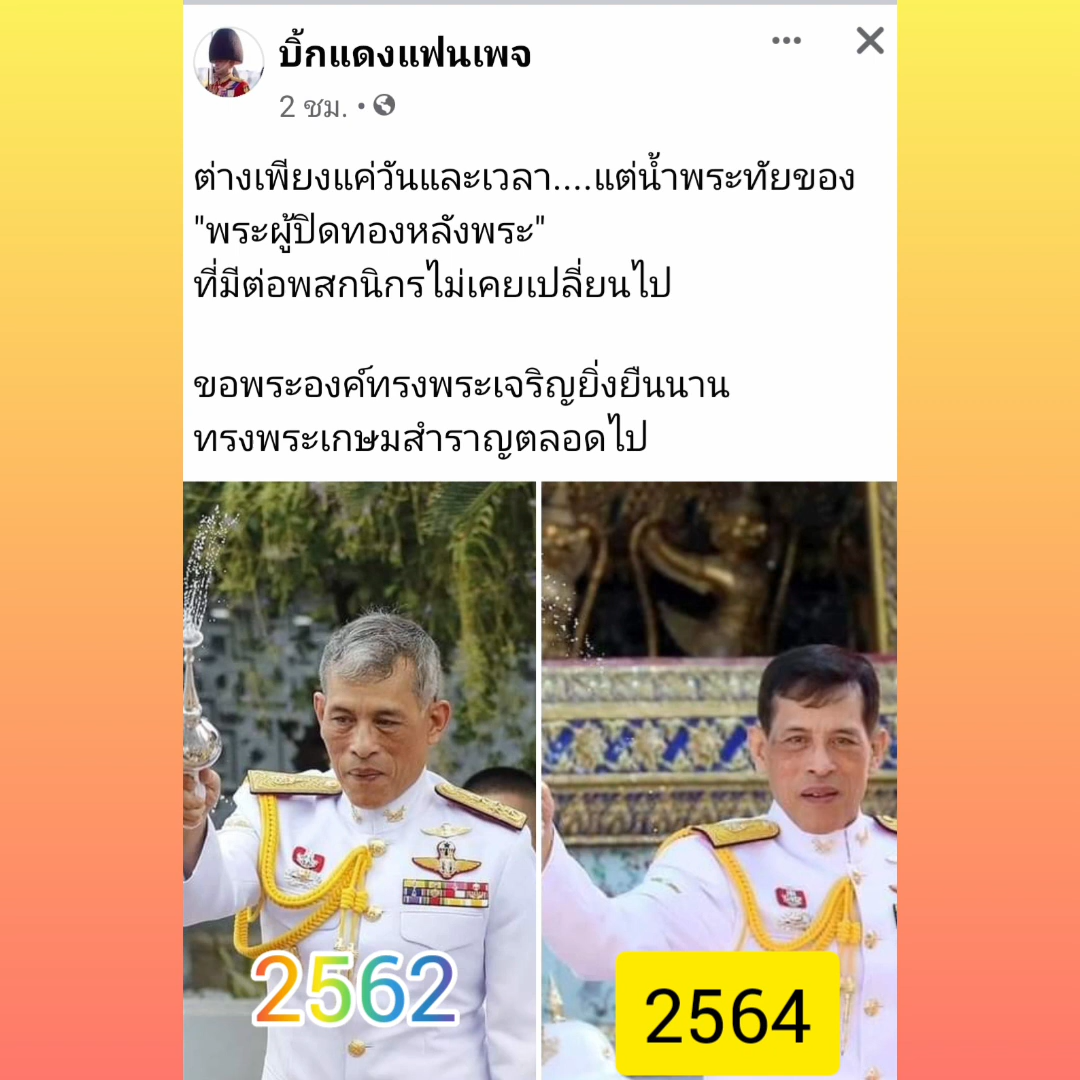 บิ้กแดงแฟนเพจ
2 ชม.
ต่างเพียงแค่วันและเวลา....แต่น้ำพระทัยของ
"พระผู้ปิดทองหลังพระ"
ที่มีต่อพสกนิกรไม่เคยเปลี่ยนไป
ขอพระองค์ทรงพระเจริญยิ่งยืนนาน
ทรงพระเกษมสำราญตลอดไป
2562
2564